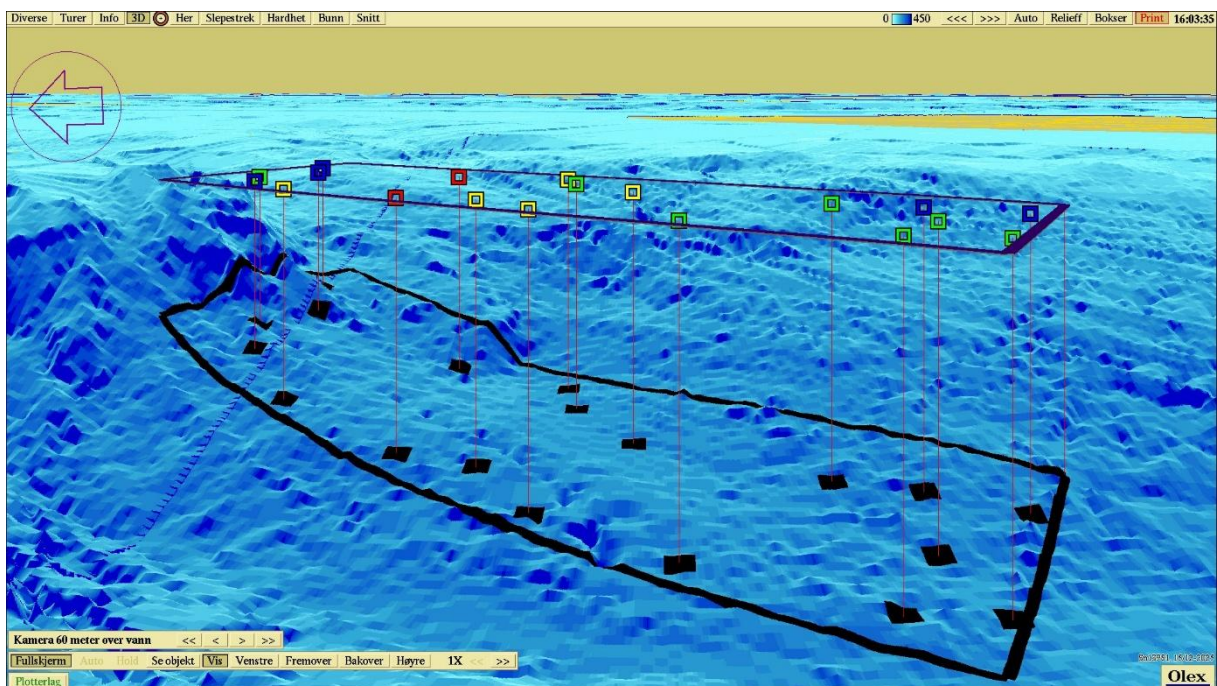 Diverse Turer Info 3D Her Slepestrek Hardhet Bunn Snitt 0 450 <<< >>> Auto Relieff Bokser Print 16:03:35
Kamera 60 meter over vann << < > >>
Fullskjerm Auto Hold Se objekt Vis Venstre Fremover Bakover Høyre 1X << >>
Plotterlag Olex